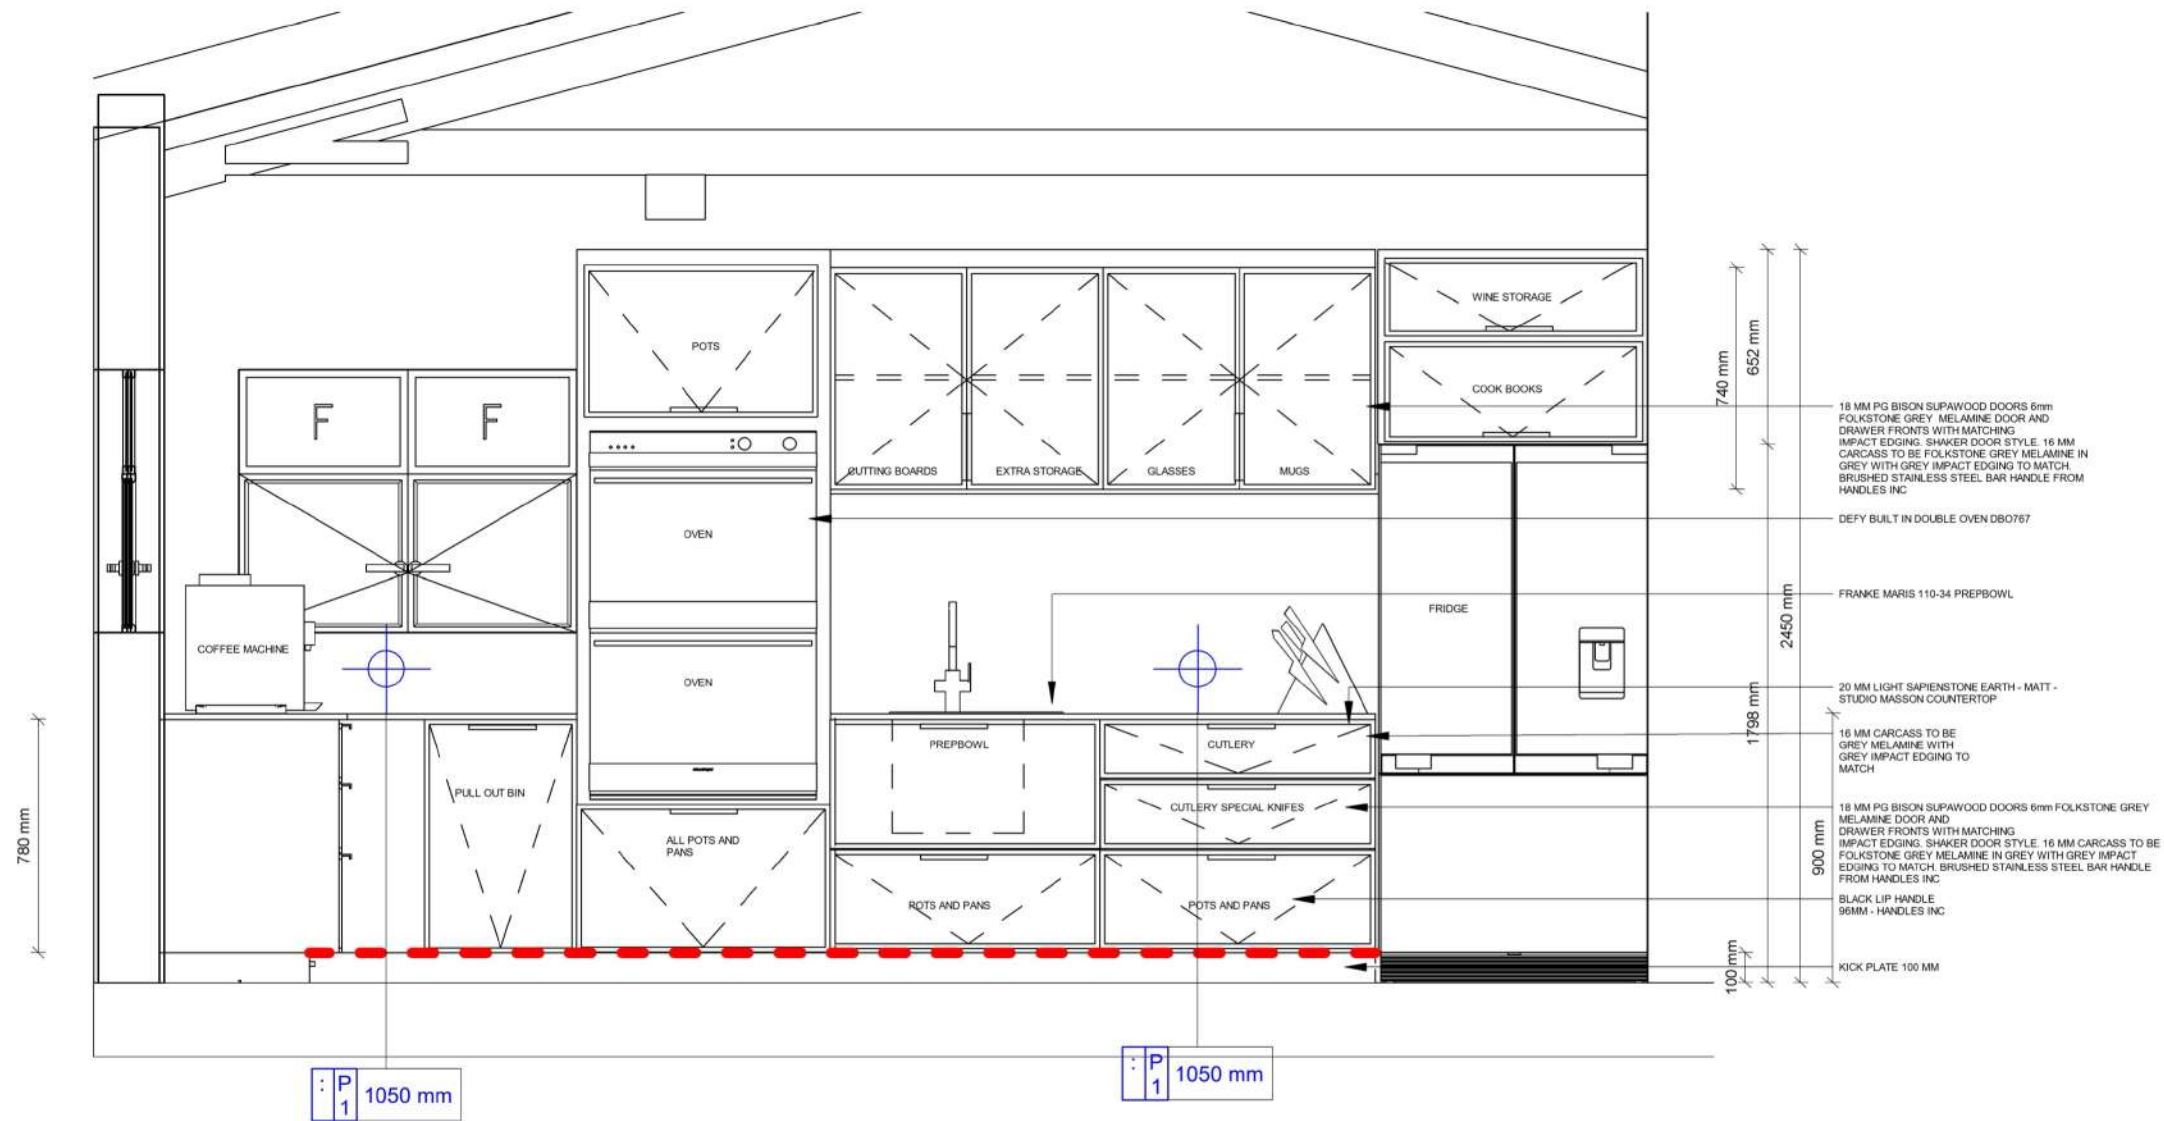 POTS
WINE STORAGE
COOK BOOKS
F
F
CUTTING BOARDS
EXTRA STORAGE
GLASSES
MUGS
OVEN
FRIDGE
COFFEE MACHINE
OVEN
PREPBOWL
CUTLERY
PULL OUT BIN
CUTLERY SPECIAL KNIFES
ALL POTS AND
PANS
POTS AND PANS
POTS AND PANS
780 mm
740 mm
652 mm
2450 mm
1798 mm
900 mm
100 mm
18 MM PG BISON SUPAWOOD DOORS 6mm
FOLKSTONE GREY MELAMINE DOOR AND
DRAWER FRONTS WITH MATCHING
IMPACT EDGING. SHAKER DOOR STYLE. 16 MM
CARCASS TO BE FOLKSTONE GREY MELAMINE IN
GREY WITH GREY IMPACT EDGING TO MATCH.
BRUSHED STAINLESS STEEL BAR HANDLE FROM
HANDLES INC
DEFY BUILT IN DOUBLE OVEN DBO767
FRANKE MARIS 110-34 PREPBOWL
20 MM LIGHT SAPIENSTONE EARTH - MATT -
STUDIO MASSON COUNTERTOP
16 MM CARCASS TO BE
GREY MELAMINE WITH
GREY IMPACT EDGING TO
MATCH
18 MM PG BISON SUPAWOOD DOORS 6mm FOLKSTONE GREY
MELAMINE DOOR AND
DRAWER FRONTS WITH MATCHING
IMPACT EDGING. SHAKER DOOR STYLE. 16 MM CARCASS TO BE
FOLKSTONE GREY MELAMINE IN GREY WITH GREY IMPACT
EDGING TO MATCH. BRUSHED STAINLESS STEEL BAR HANDLE
FROM HANDLES INC
BLACK LIP HANDLE
96MM - HANDLES INC
KICK PLATE 100 MM
: P
1 1050 mm
: P
1 1050 mm